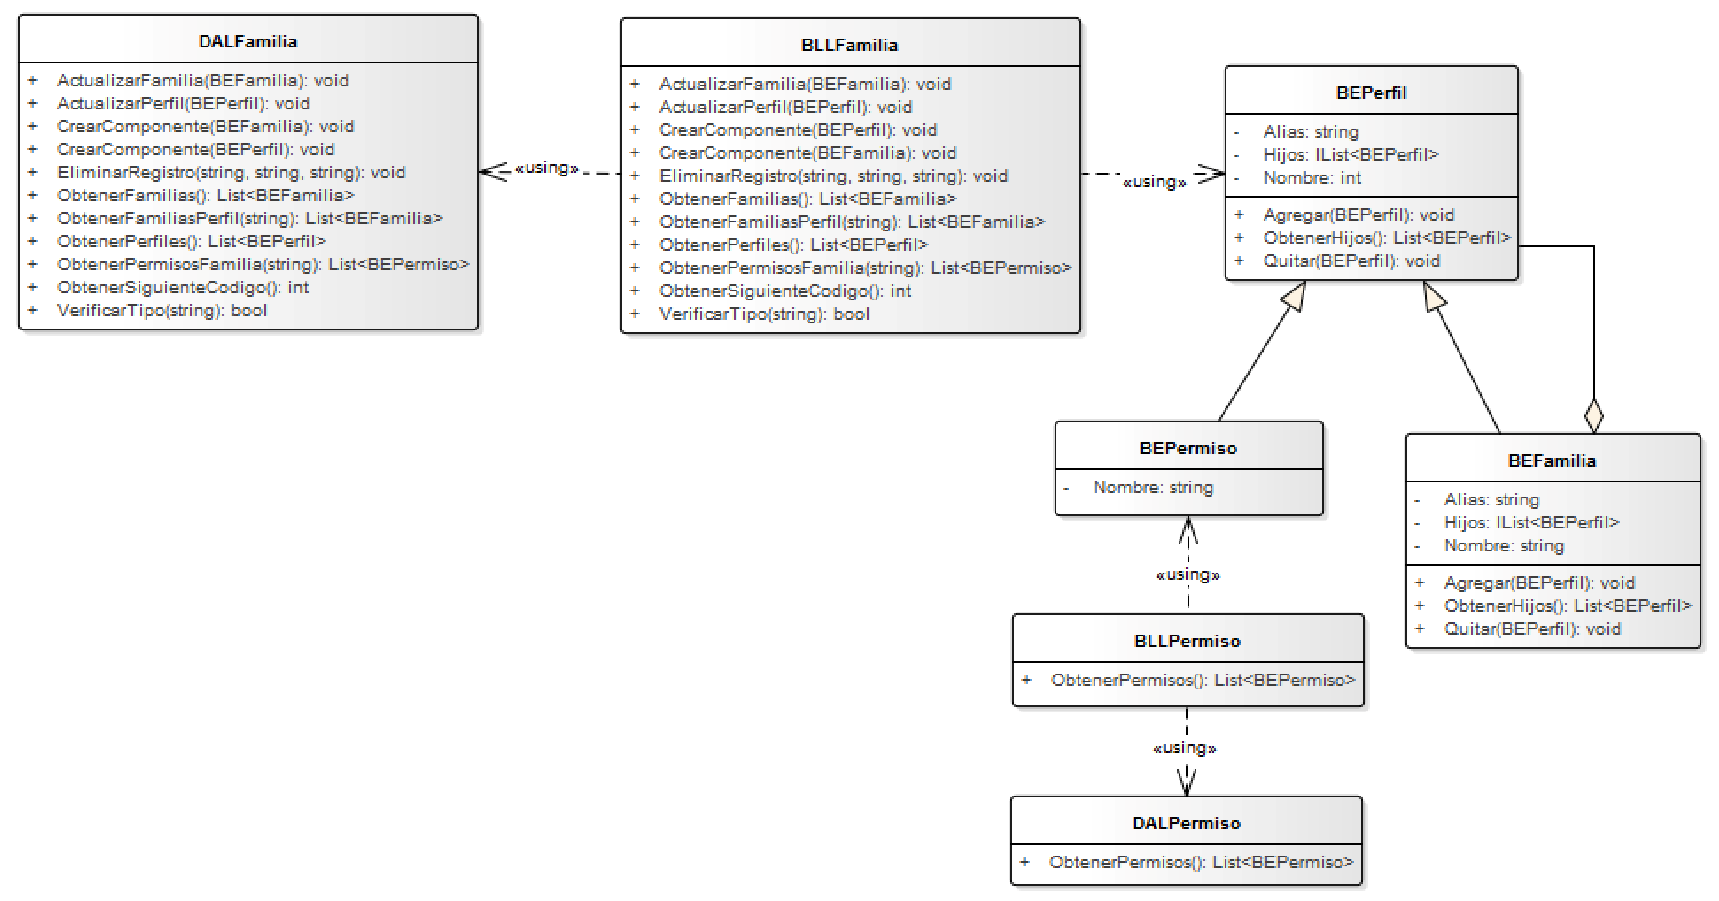 DALFamilia
+ ActualizarFamilia(BEFamilia): void
+ ActualizarPerfil(BEPerfil): void
+ CrearComponente(BEFamilia): void
+ CrearComponente(BEPerfil): void
+ EliminarRegistro(string, string, string): void
+ ObtenerFamilias(): List<BEFamilia>
+ ObtenerFamiliasPerfil(string): List<BEFamilia>
+ ObtenerPerfiles(): List<BEPerfil>
+ ObtenerPermisosFamilia(string): List<BEPermiso>
+ ObtenerSiguienteCodigo(): int
+ VerificarTipo(string): bool
«using»
BLLFamilia
+ ActualizarFamilia(BEFamilia): void
+ ActualizarPerfil(BEPerfil): void
+ CrearComponente(BEPerfil): void
+ CrearComponente(BEFamilia): void
+ EliminarRegistro(string, string, string): void
+ ObtenerFamilias(): List<BEFamilia>
+ ObtenerFamiliasPerfil(string): List<BEFamilia>
+ ObtenerPerfiles(): List<BEPerfil>
+ ObtenerPermisosFamilia(string): List<BEPermiso>
+ ObtenerSiguienteCodigo(): int
+ VerificarTipo(string): bool
«using»
BEPerfil
- Alias: string
- Hijos: IList<BEPerfil>
- Nombre: int
+ Agregar(BEPerfil): void
+ ObtenerHijos(): List<BEPerfil>
+ Quitar(BEPerfil): void
BEPermiso
- Nombre: string
BEFamilia
- Alias: string
- Hijos: IList<BEPerfil>
- Nombre: string
+ Agregar(BEPerfil): void
+ ObtenerHijos(): List<BEPerfil>
+ Quitar(BEPerfil): void
«using»
BLLPermiso
+ ObtenerPermisos(): List<BEPermiso>
«using»
DALPermiso
+ ObtenerPermisos(): List<BEPermiso>